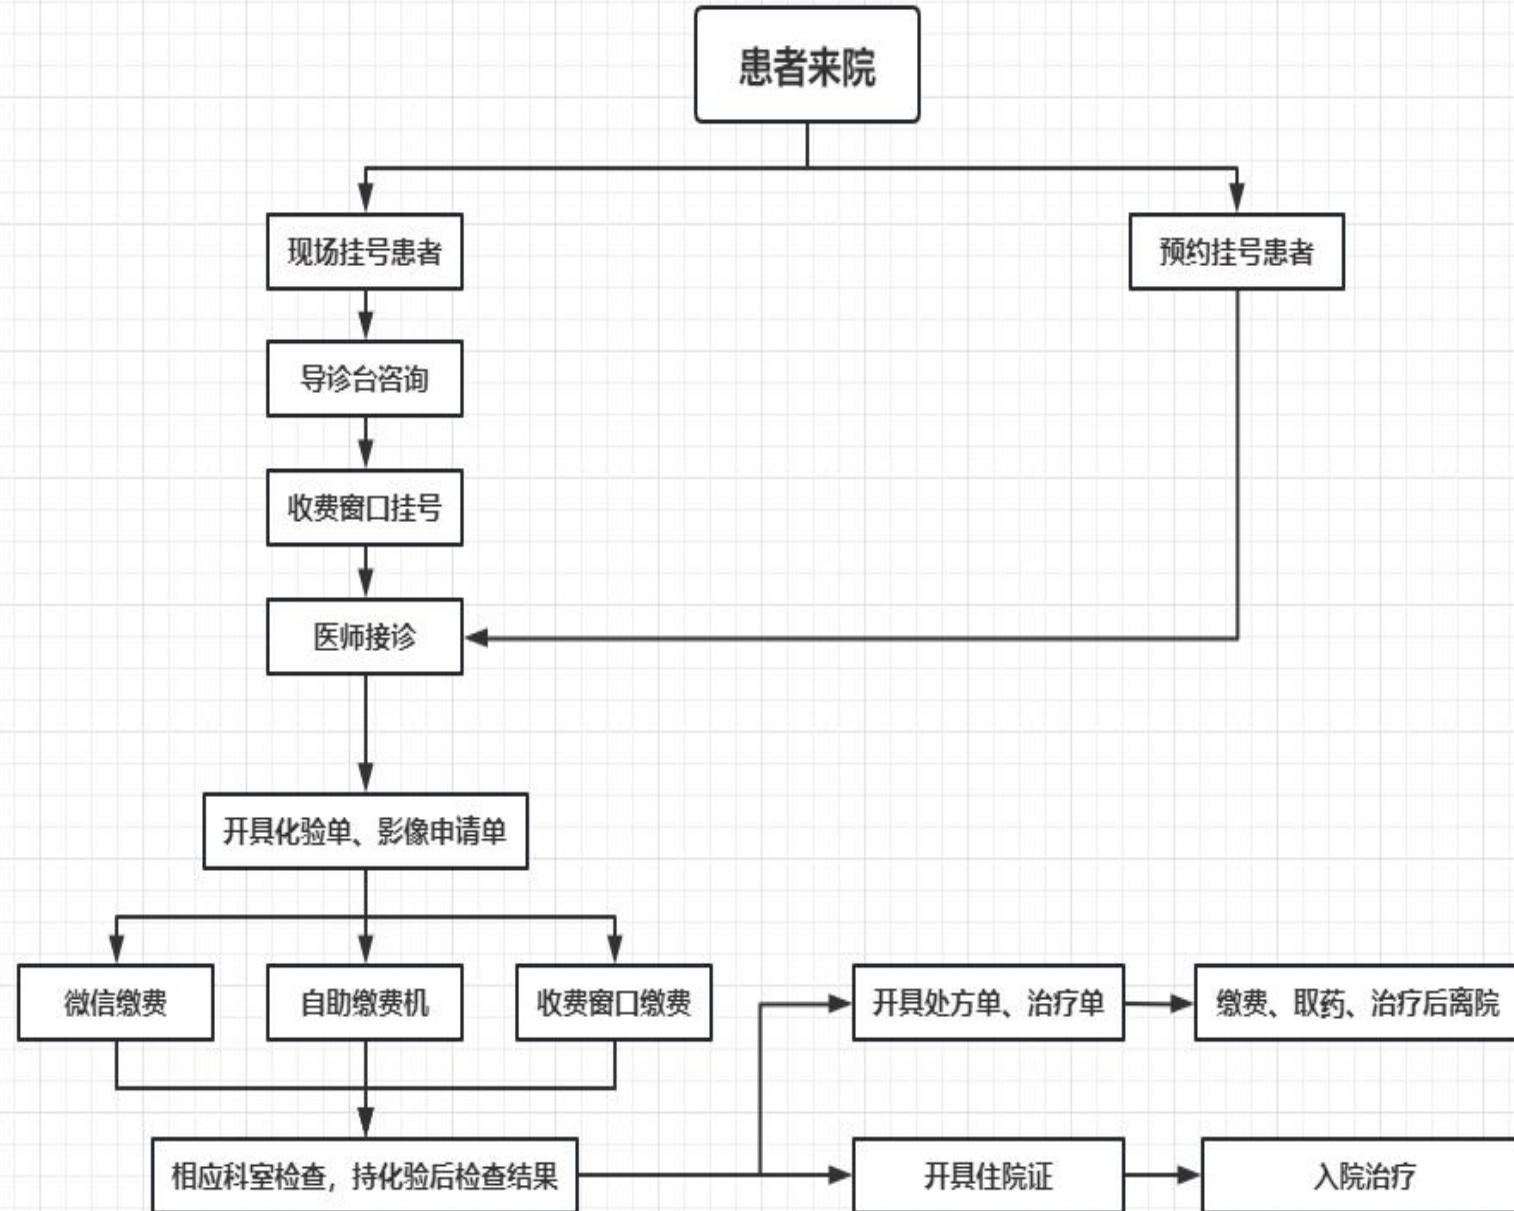 患者来院
现场挂号患者
预约挂号患者
导诊台咨询
收费窗口挂号
医师接诊
开具化验单、影像申请单
微信缴费
自助缴费机
收费窗口缴费
开具处方单、治疗单
缴费、取药、治疗后离院
相应科室检查，持化验后检查结果
开具住院证
入院治疗